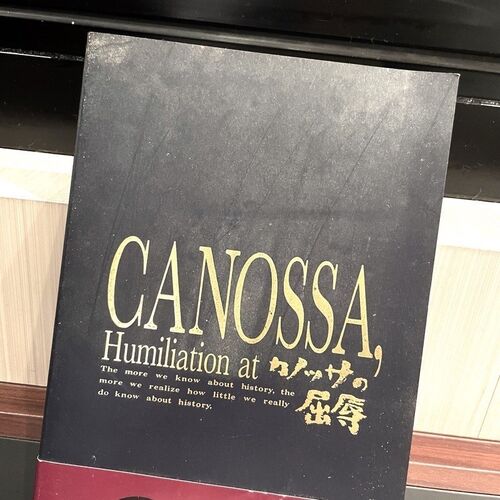 CANOSSA,
Humiliation at カノッサの
屈辱
The more we know about history, the
more we realize how little we really
do know about history.